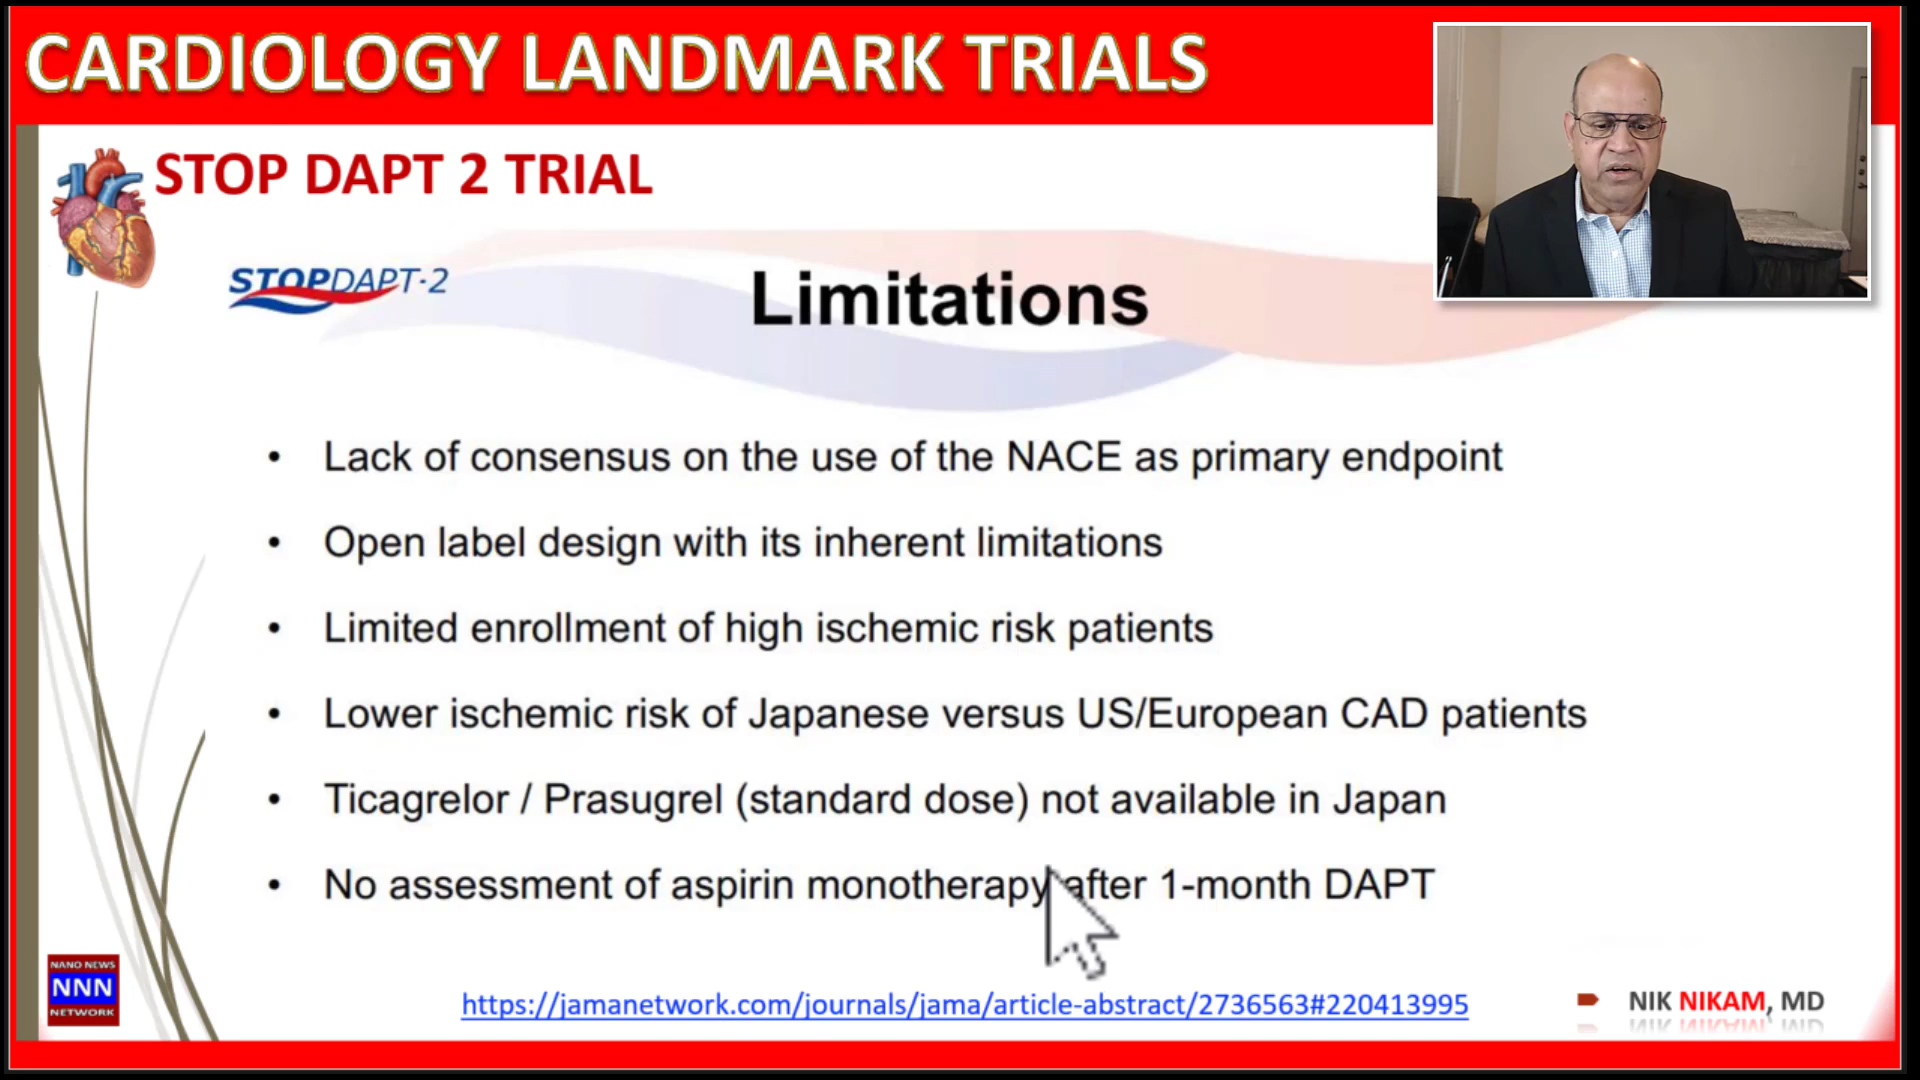 CARDIOLOGY LANDMARK TRIALS
STOP DAPT 2 TRIAL
STOPDAPT-2
Limitations
• Lack of consensus on the use of the NACE as primary endpoint
• Open label design with its inherent limitations
• Limited enrollment of high ischemic risk patients
• Lower ischemic risk of Japanese versus US/European CAD patients
• Ticagrelor / Prasugrel (standard dose) not available in Japan
• No assessment of aspirin monotherapy after 1-month DAPT
NANO NEWS
NNN
NETWORK
https://jamanetwork.com/journals/jama/article-abstract/2736563#220413995
NIK NIKAM, MD